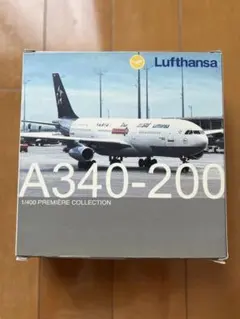 Lufthansa
A340-200
1/400 PREMIÈRE COLLECTION